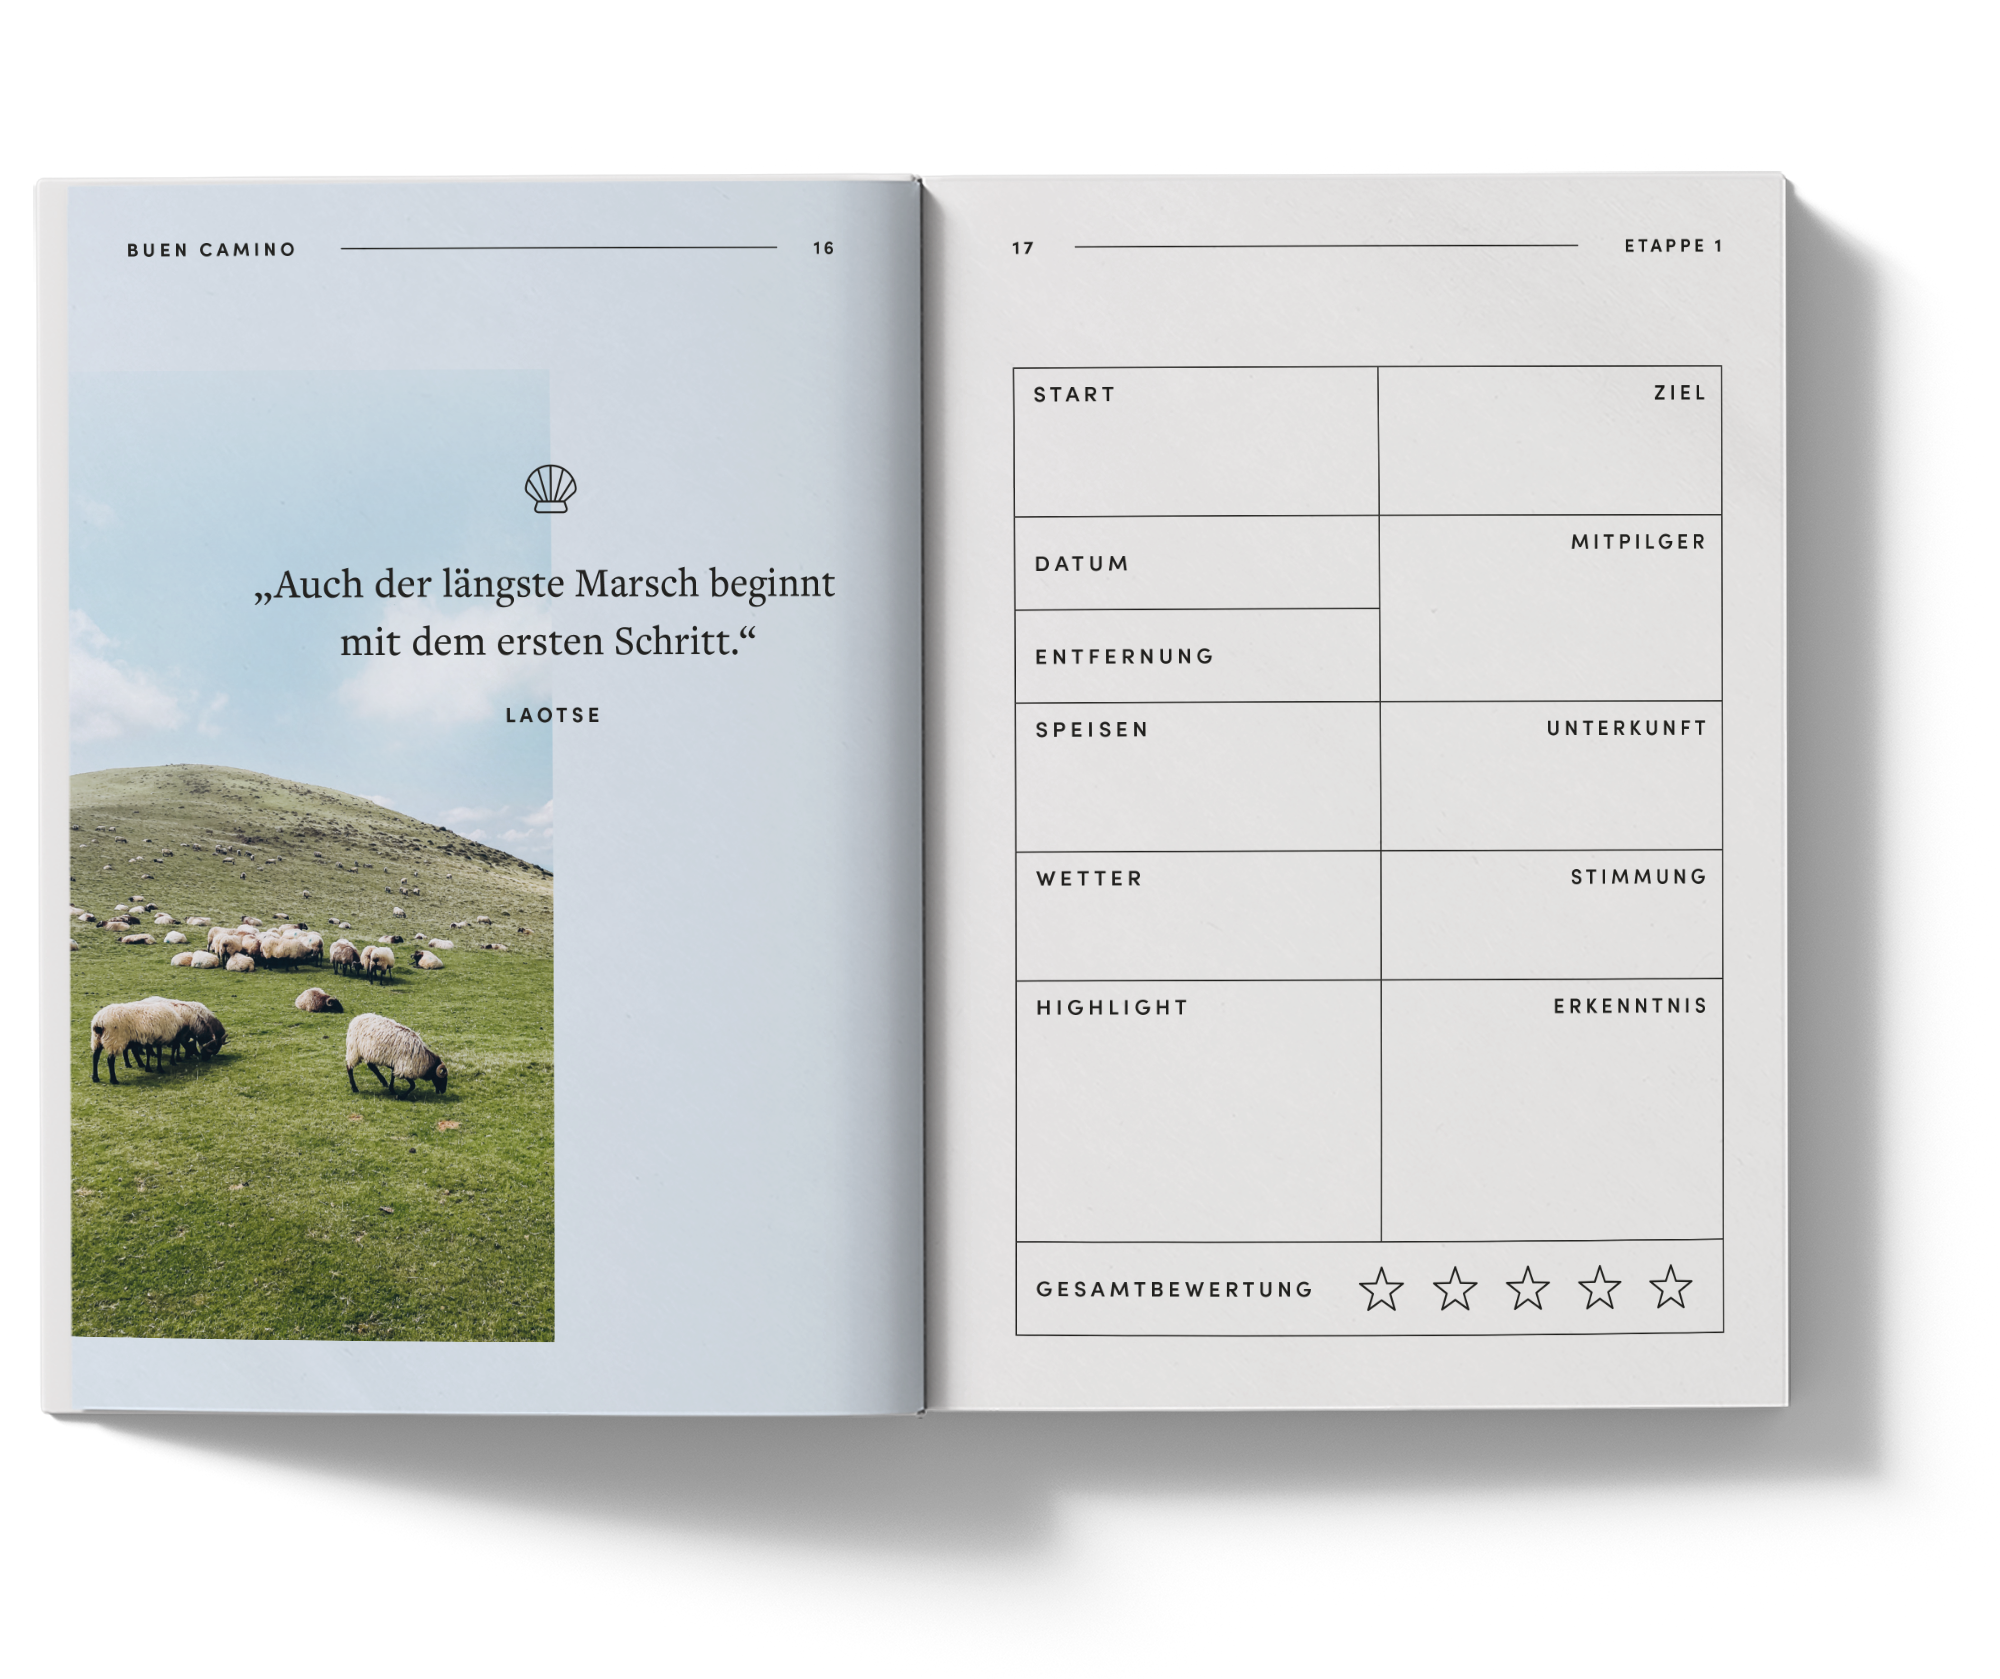 BUEN CAMINO 16
„Auch der längste Marsch beginnt
mit dem ersten Schritt.“
LAOTSE
17 ETAPPE 1
START ZIEL
DATUM MITPILGER
ENTFERNUNG
SPEISEN UNTERKUNFT
WETTER STIMMUNG
HIGHLIGHT ERKENNTNIS
GESAMTBEWERTUNG